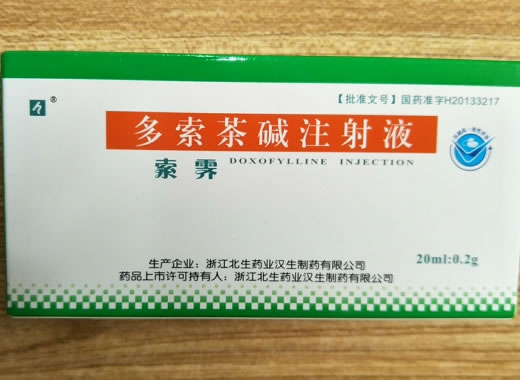 【批准文号】国药准字H20133217
多索茶碱注射液
DOXOFYLLINE INJECTION
索霁
生产企业：浙江北生药业汉生制药有限公司
药品上市许可持有人：浙江北生药业汉生制药有限公司
20ml:0.2g